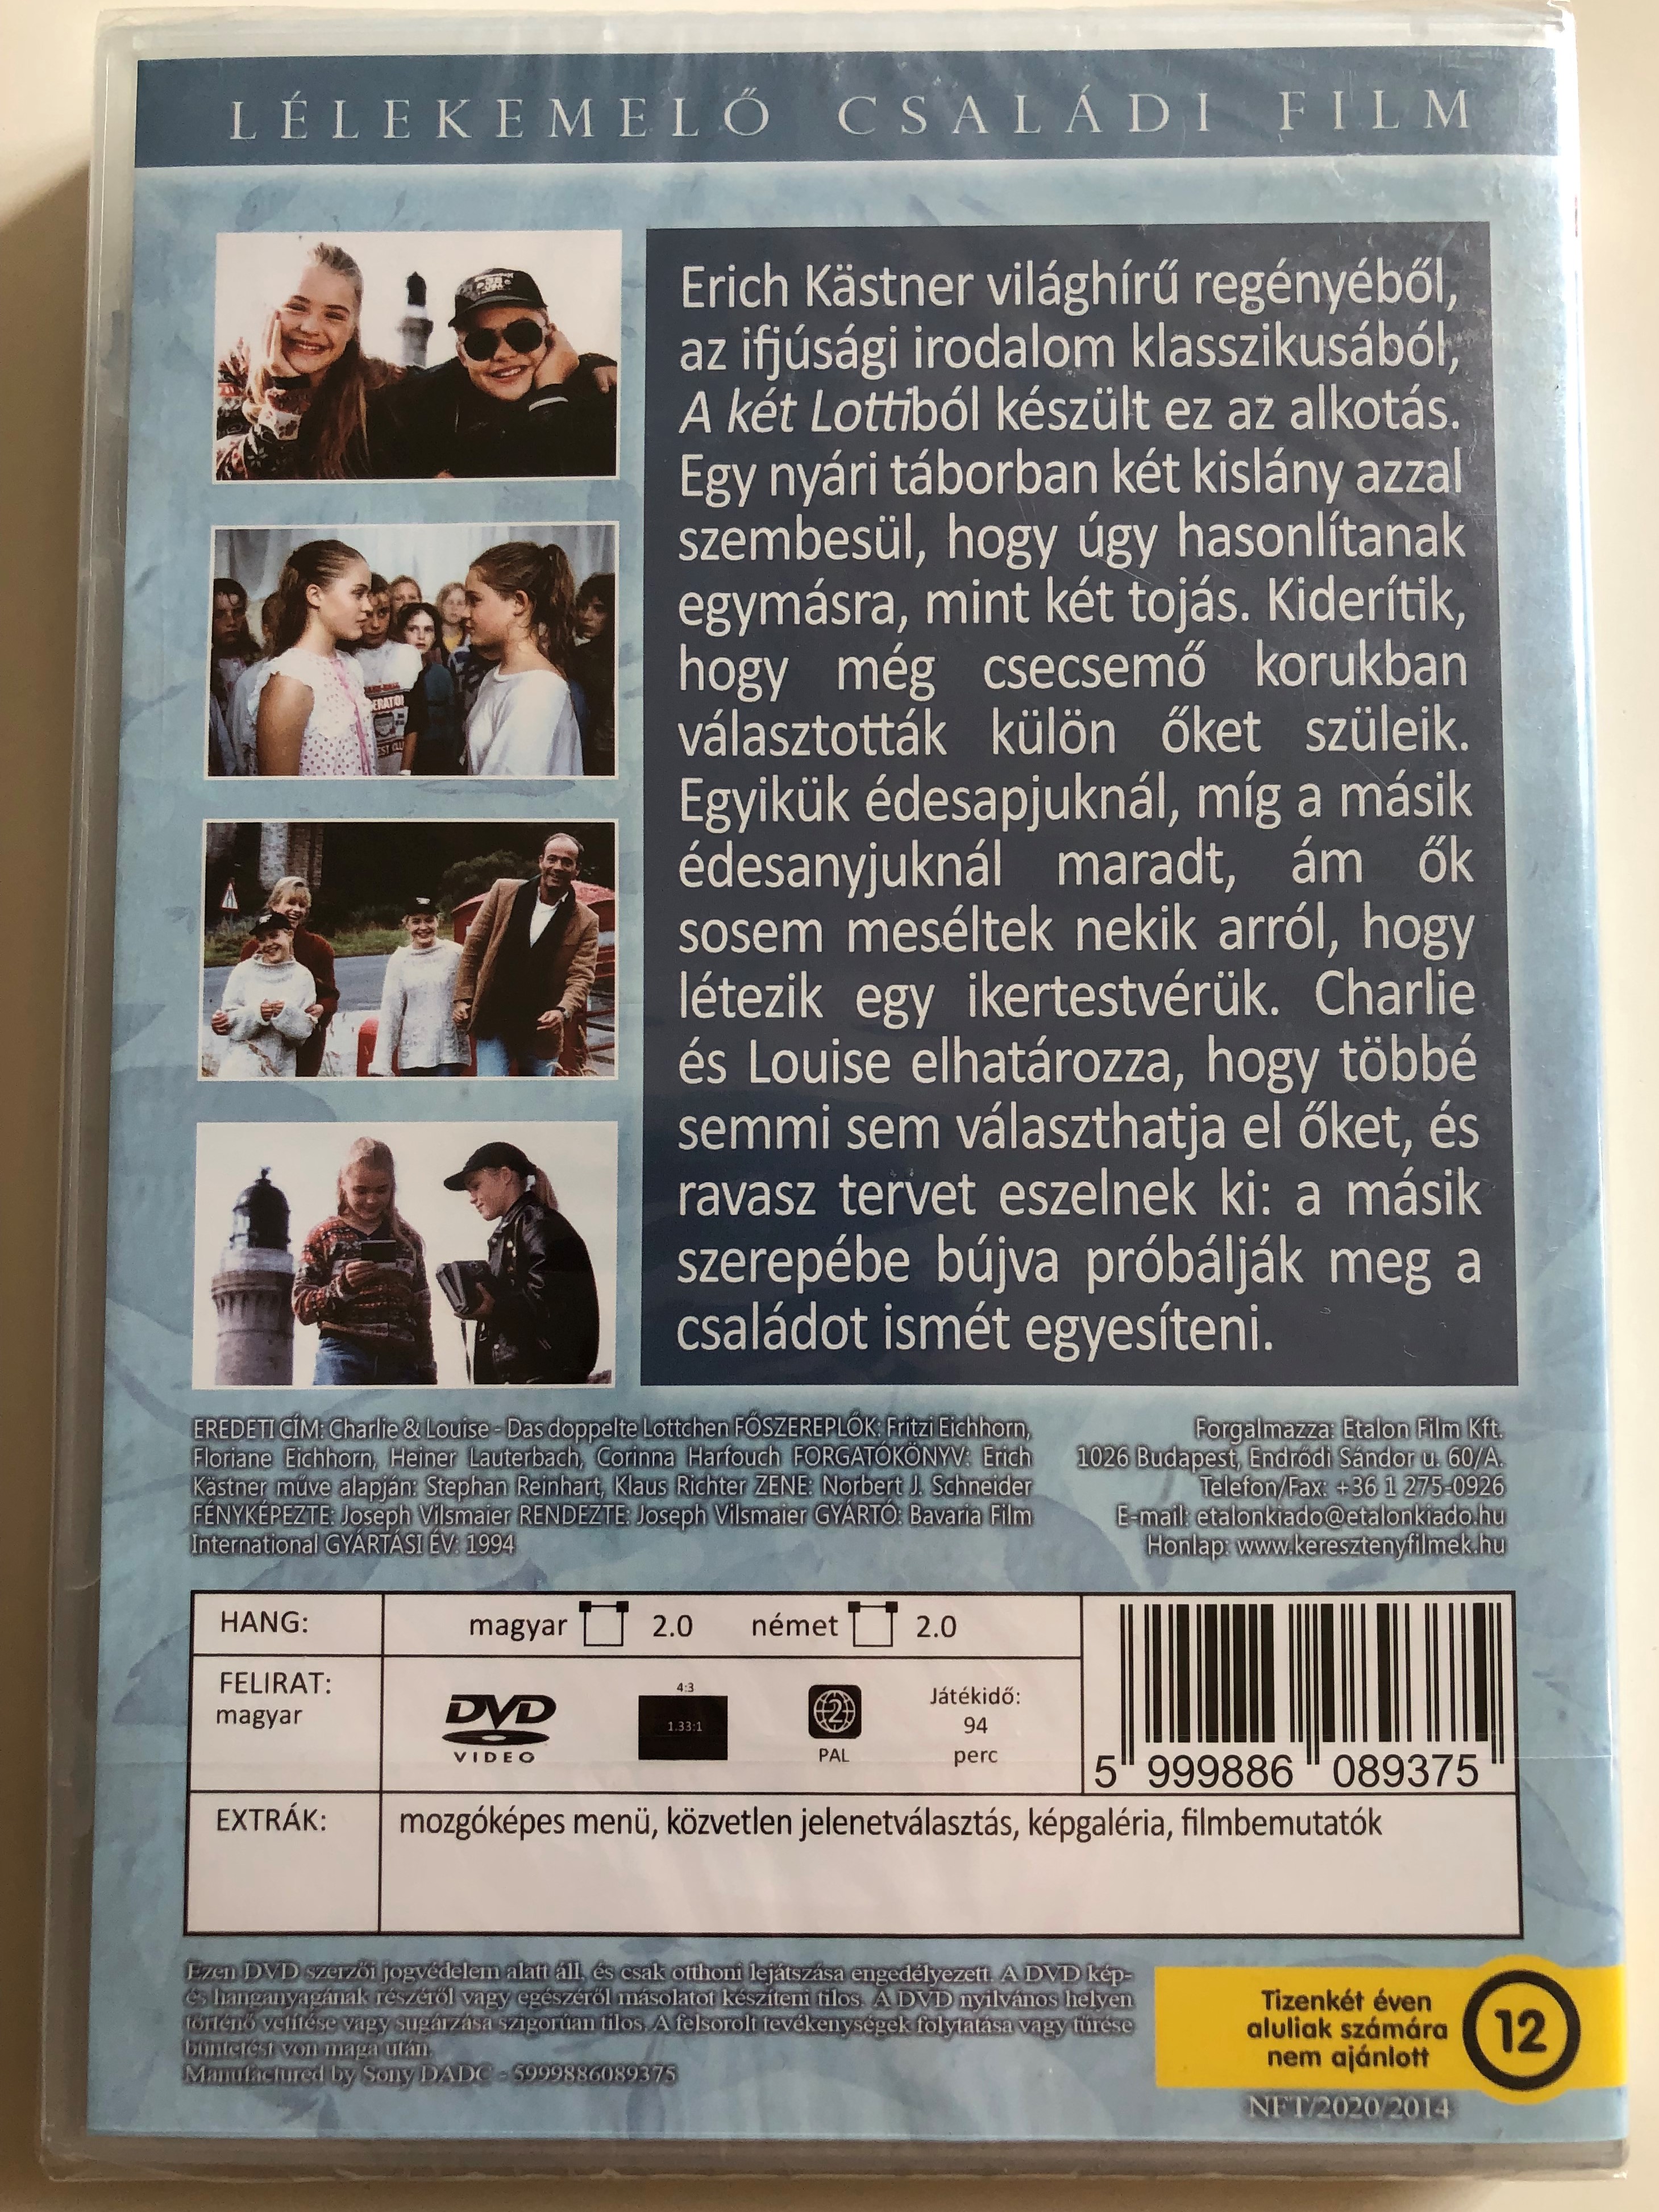 LÉLEKEMELŐ CSALÁDI FILM
Erich Kästner világhírű regényéből,
az ifjúsági irodalom klasszikusából,
A két Lottiból készült ez az alkotás.
Egy nyári táborban két kislány azzal
szembesül, hogy úgy hasonlítanak
egymásra, mint két tojás. Kiderítik,
hogy még csecsemő korukban
választották külön őket szüleik.
Egyikük édesapjuknál, míg a másik
édesanyjuknál maradt, ám ők
sosem meséltek nekik arról, hogy
létezik egy ikertestvérük. Charlie
és Louise elhatározza, hogy többé
semmi sem választhatja el őket, és
ravasz tervet eszelnek ki: a másik
szerepébe bújva próbálják meg a
családot ismét egyesíteni.
EREDETI CÍM: Charlie & Louise - Das doppelte Lottchen FŐSZEREPLŐK: Fritzi Eichhorn,
Floriane Eichhorn, Heiner Lauterbach, Corinna Harfouch FORGATÓKÖNYV: Erich
Kästner műve alapján: Stephan Reinhart, Klaus Richter ZENE: Norbert J. Schneider
FÉNYKÉPEZTE: Joseph Vilsmaier RENDEZTE: Joseph Vilsmaier GYÁRTÓ: Bavaria Film
International GYÁRTÁSI ÉV: 1994
Forgalmazza: Etalon Film Kft.
1026 Budapest, Endrődi Sándor u. 60/A.
Telefon/Fax: +36 1 275-0926
E-mail: etalonkiado@etalonkiado.hu
Honlap: www.keresztenyfilmek.hu
HANG: magyar 2.0 német 2.0
FELIRAT:
magyar
DVD
VIDEO
4:3
1.33:1
2
PAL
Játékidő:
94
perc
5 999886 089375
EXTRÁK: mozgóképes menü, közvetlen jelenetválasztás, képgaléria, filmbemutatók
Ezen DVD szerzői jogvédelem alatt áll, és csak otthoni lejátszása engedélyezett. A DVD kép-
és hanganyagának részéről vagy egészéről másolatot készíteni tilos. A DVD nyilvános helyen
történő vetítése vagy sugárzása szigorúan tilos. A felsorolt tevékenységek folytatása vagy tűrése
büntetést von maga után.
Manufactured by Sony DADC - 5999886089375
Tizenkét éven
aluliak számára
nem ajánlott
12
NFT/2020/2014